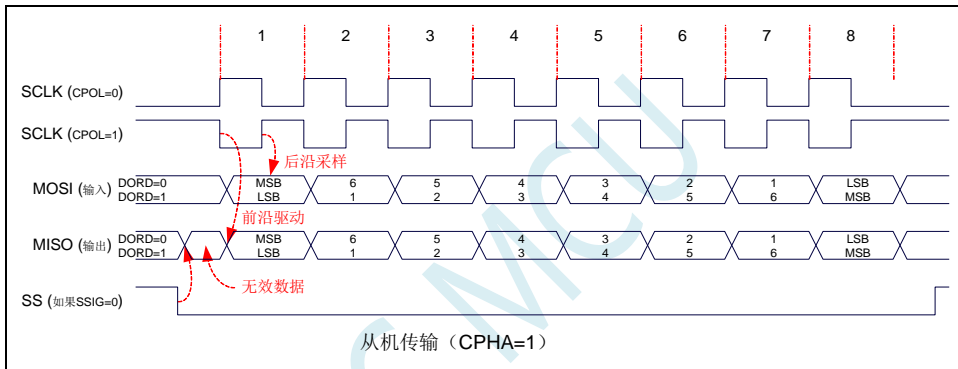 1 2 3 4 5 6 7 8
SCLK (CPOL=0)
SCLK (CPOL=1)
后沿采样
MOSI (输入) DORD=0 MSB 6 5 4 3 2 1 LSB
DORD=1 LSB 1 2 3 4 5 6 MSB
前沿驱动
MISO (输出) DORD=0 MSB 6 5 4 3 2 1 LSB
DORD=1 LSB 1 2 3 4 5 6 MSB
无效数据
SS (如果SSIG=0)
从机传输（CPHA=1）
C MCU